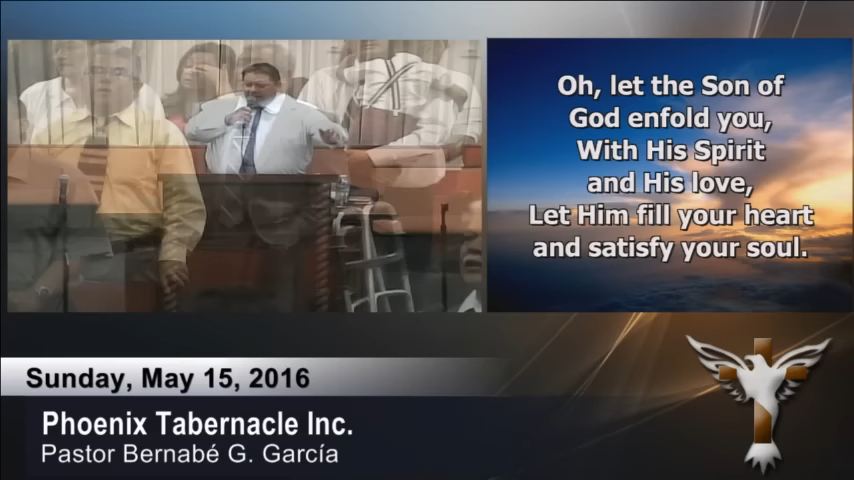 Oh, let the Son of
God enfold you,
With His Spirit
and His love,
Let Him fill your heart
and satisfy your soul.
Sunday, May 15, 2016
Phoenix Tabernacle Inc.
Pastor Bernabé G. García